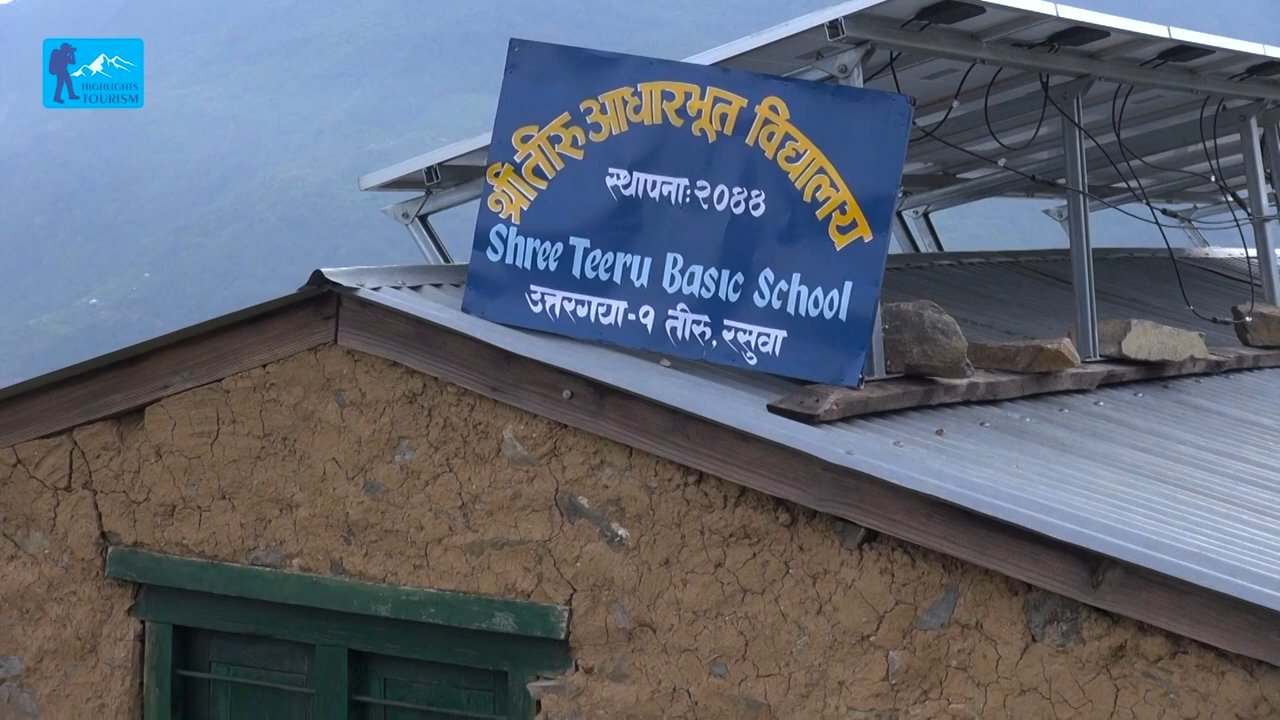 HIGHLIGHTS
TOURISM
श्री तीरु आधारभूत विद्यालय
स्थापनाः२०४४
Shree Teeru Basic School
उत्तरगया-१ तीरु, रसुवा